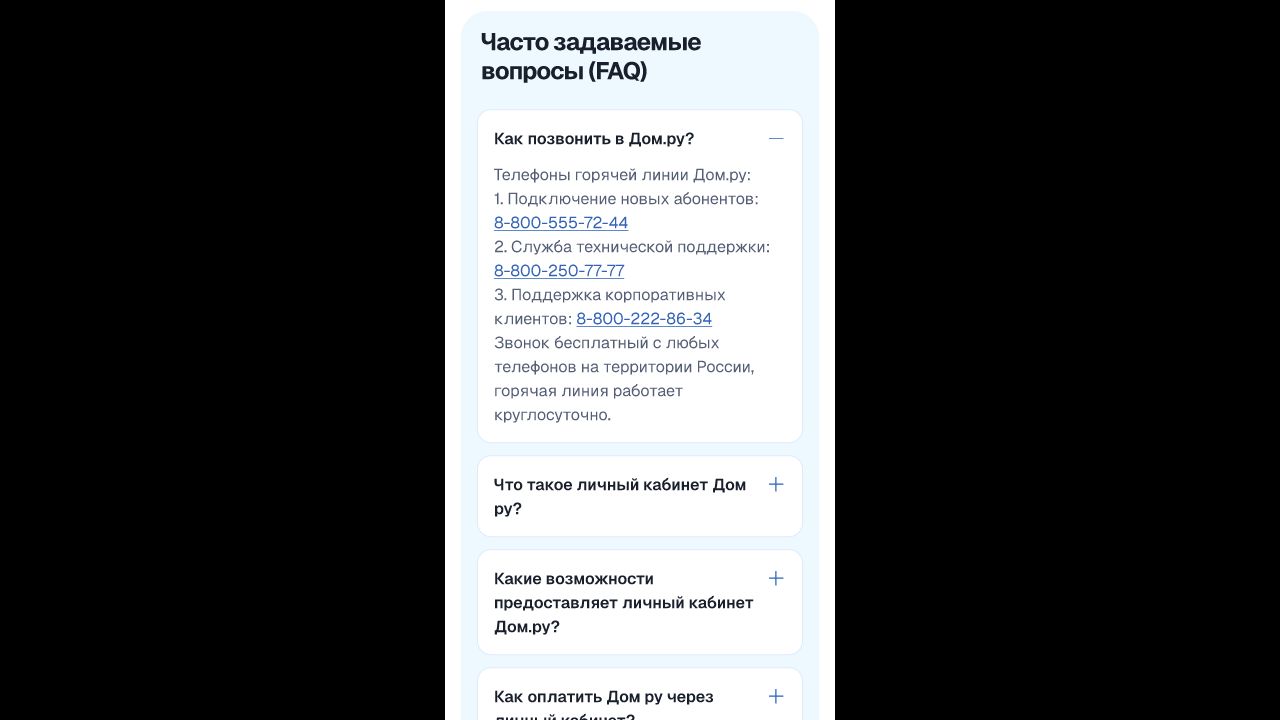 Часто задаваемые
вопросы (FAQ)
Как позвонить в Дом.ру?
Телефоны горячей линии Дом.ру:
1. Подключение новых абонентов:
8-800-555-72-44
2. Служба технической поддержки:
8-800-250-77-77
3. Поддержка корпоративных
клиентов: 8-800-222-86-34
Звонок бесплатный с любых
телефонов на территории России,
горячая линия работает
круглосуточно.
Что такое личный кабинет Дом
ру?
Какие возможности
предоставляет личный кабинет
Дом.ру?
Как оплатить Дом ру через
личный кабинет?